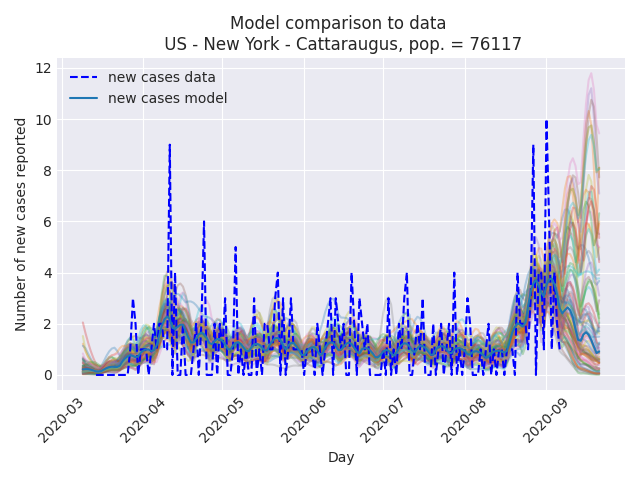 Model comparison to data
US - New York - Cattaraugus, pop. = 76117
new cases data
new cases model
Number of new cases reported
12
10
8
6
4
2
0
2020-03
2020-04
2020-05
2020-06
2020-07
2020-08
2020-09
Day